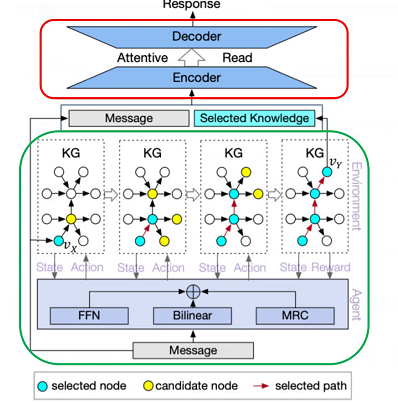 Response
Decoder
Attentive Read
Encoder
Message Selected Knowledge
KG KG KG KG
v_Y
Environment
v_X
State Action State Action State Action State Reward
Agent
FFN Bilinear MRC
Message
selected node candidate node selected path